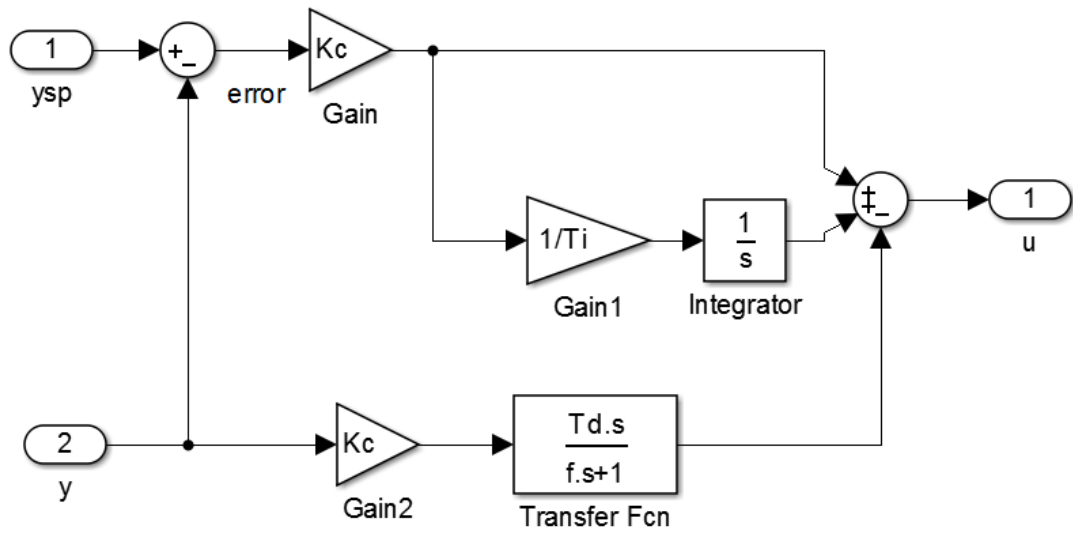 1
ysp
+
-
error
Kc
Gain
1/Ti
Gain1
1
s
Integrator
+
+
-
1
u
2
y
Kc
Gain2
Td.s
f.s+1
Transfer Fcn